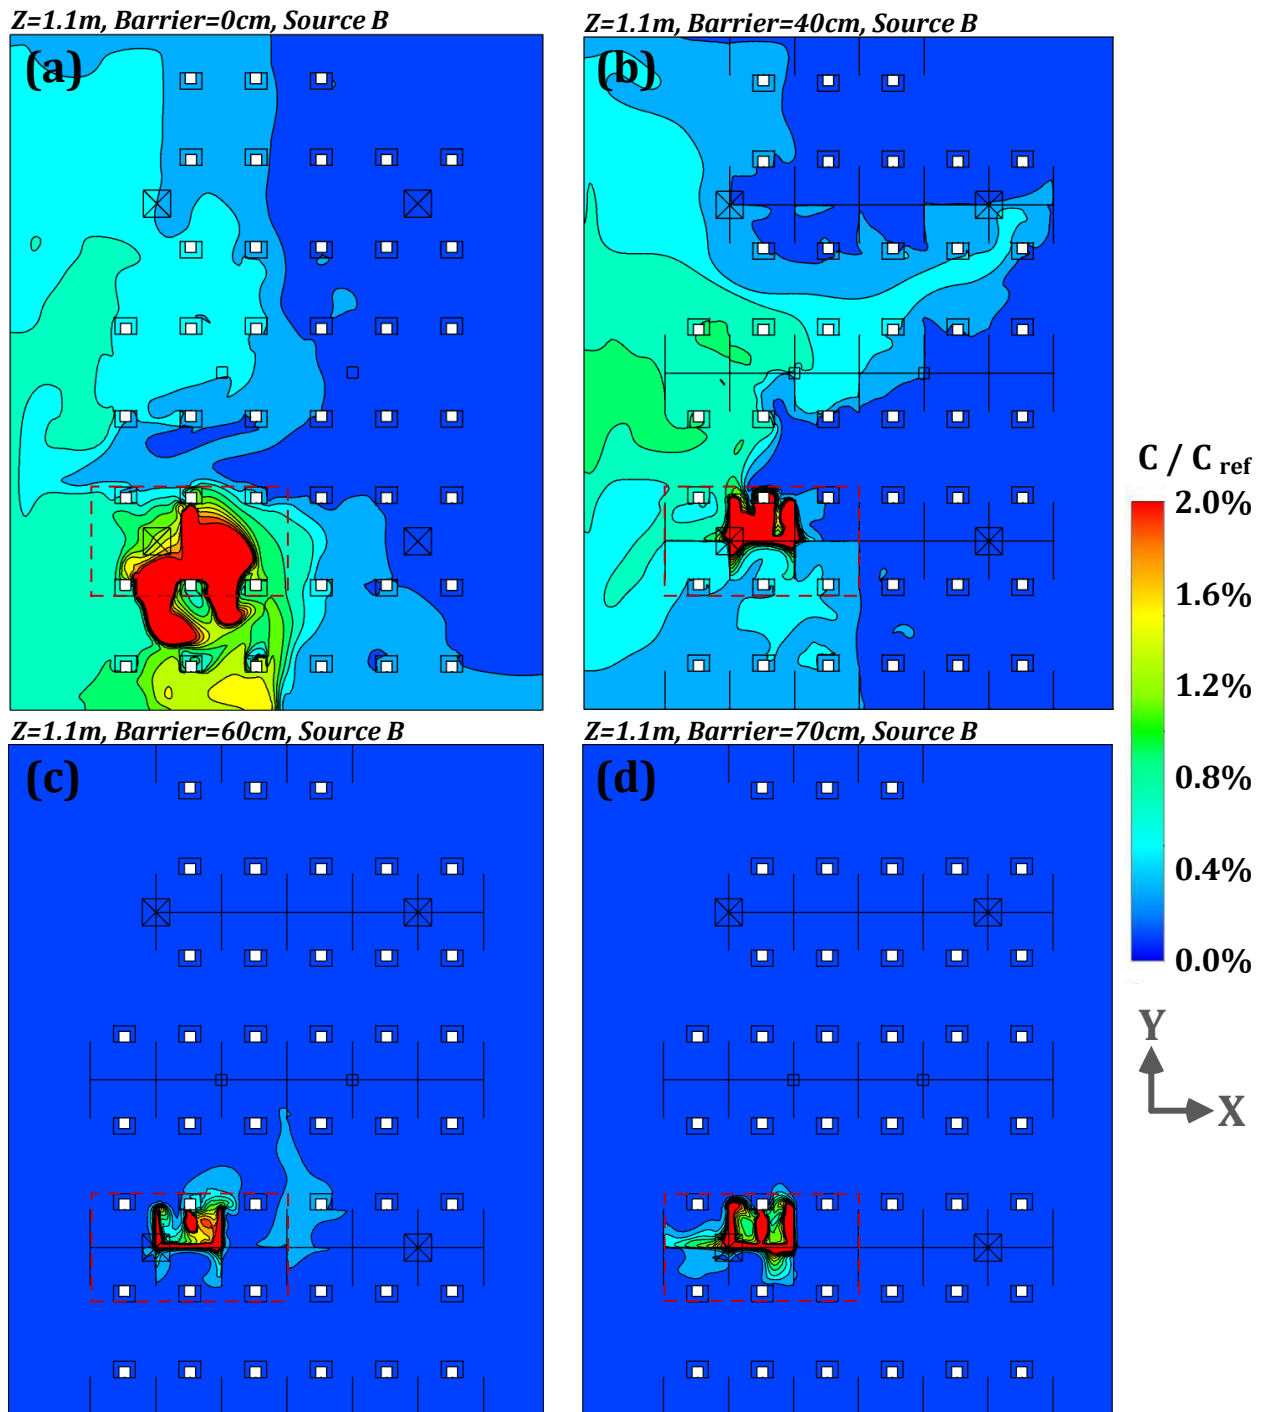 Z=1.1m, Barrier=0cm, Source B
(a)
Z=1.1m, Barrier=40cm, Source B
(b)
Z=1.1m, Barrier=60cm, Source B
(c)
Z=1.1m, Barrier=70cm, Source B
(d)
C / C ref
2.0%
1.6%
1.2%
0.8%
0.4%
0.0%
Y
X